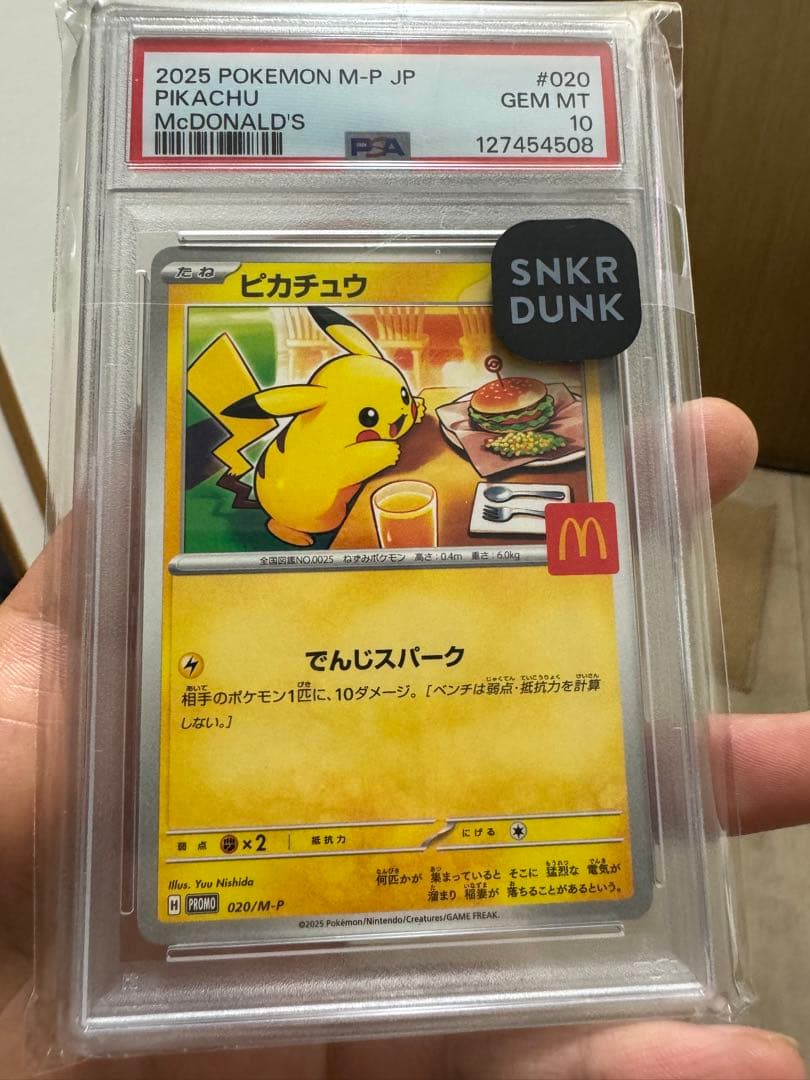 2025 POKEMON M-P JP #020
PIKACHU GEM MT
McDONALD'S 10
PSA 127454508
SNKR
DUNK
たね ピカチュウ
全国図鑑NO.0025 ねずみポケモン 高さ:0.4m 重さ:6.0kg
M
でんじスパーク
相手のポケモン1匹に、10ダメージ。[ベンチは弱点・抵抗力を計算
しない。]
弱点 ×2 抵抗力 にげる
Illus. Yuu Nishida
何匹かが 集まっていると そこに 猛烈な 電気が
溜まり 稲妻が 落ちることがあるという。
H PROMO 020/M-P
©2025 Pokémon/Nintendo/Creatures/GAME FREAK.